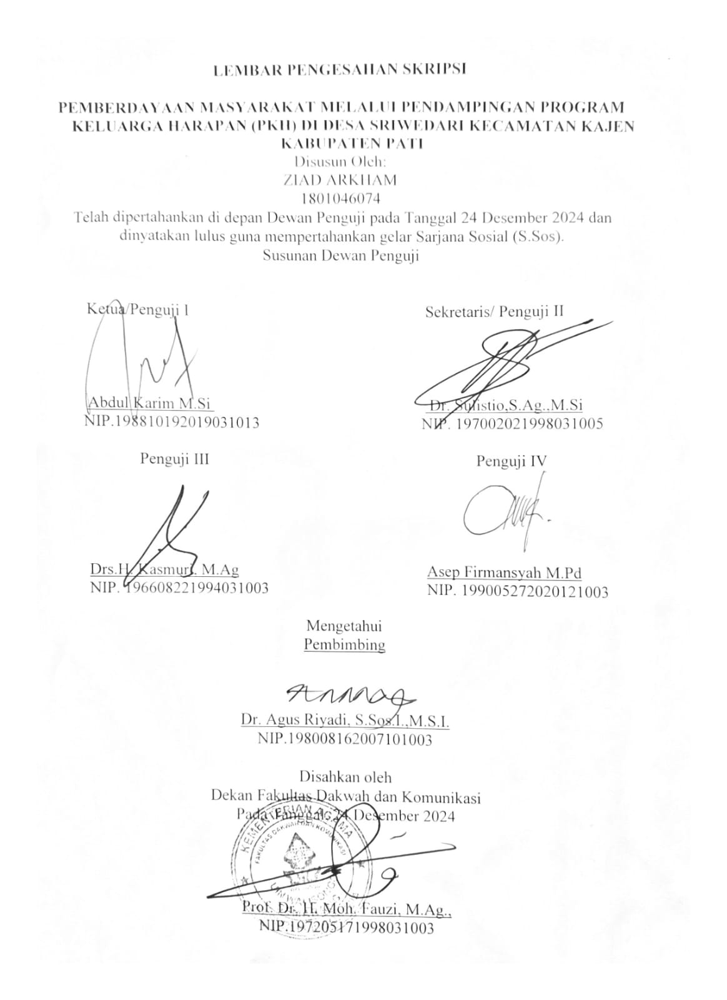 LEMBAR PENGESAHAN SKRIPSI
PEMBERDAYAAN MASYARAKAT MELALUI PENDAMPINGAN PROGRAM
KELUARGA HARAPAN (PKH) DI DESA SRIWEDARI KECAMATAN KAJEN
KABUPATEN PATI
Disusun Oleh:
ZIAD ARKHAM
1801046074
Telah dipertahankan di depan Dewan Penguji pada Tanggal 24 Desember 2024 dan
dinyatakan lulus guna mempertahankan gelar Sarjana Sosial (S.Sos).
Susunan Dewan Penguji
Ketua/Penguji I
Sekretaris/ Penguji II
Abdul Karim M.Si
Dr. Sulistio,S.Ag.,M.Si
NIP.198810192019031013
NIP. 197002021998031005
Penguji III
Penguji IV
Drs.H. Kasmuri. M.Ag
Asep Firmansyah M.Pd
NIP. 196608221994031003
NIP. 199005272020121003
Mengetahui
Pembimbing
Dr. Agus Riyadi, S.Sos.I.,M.S.I.
NIP.198008162007101003
Disahkan oleh
Dekan Fakultas Dakwah dan Komunikasi
Pada Tanggal 24 Desember 2024
KEMENTERIAN AGAMA
FAKULTAS DAKWAH DAN KOMUNIKASI
UIN WALISONGO
Prof. Dr. H. Moh. Fauzi, M.Ag.,
NIP.197205171998031003